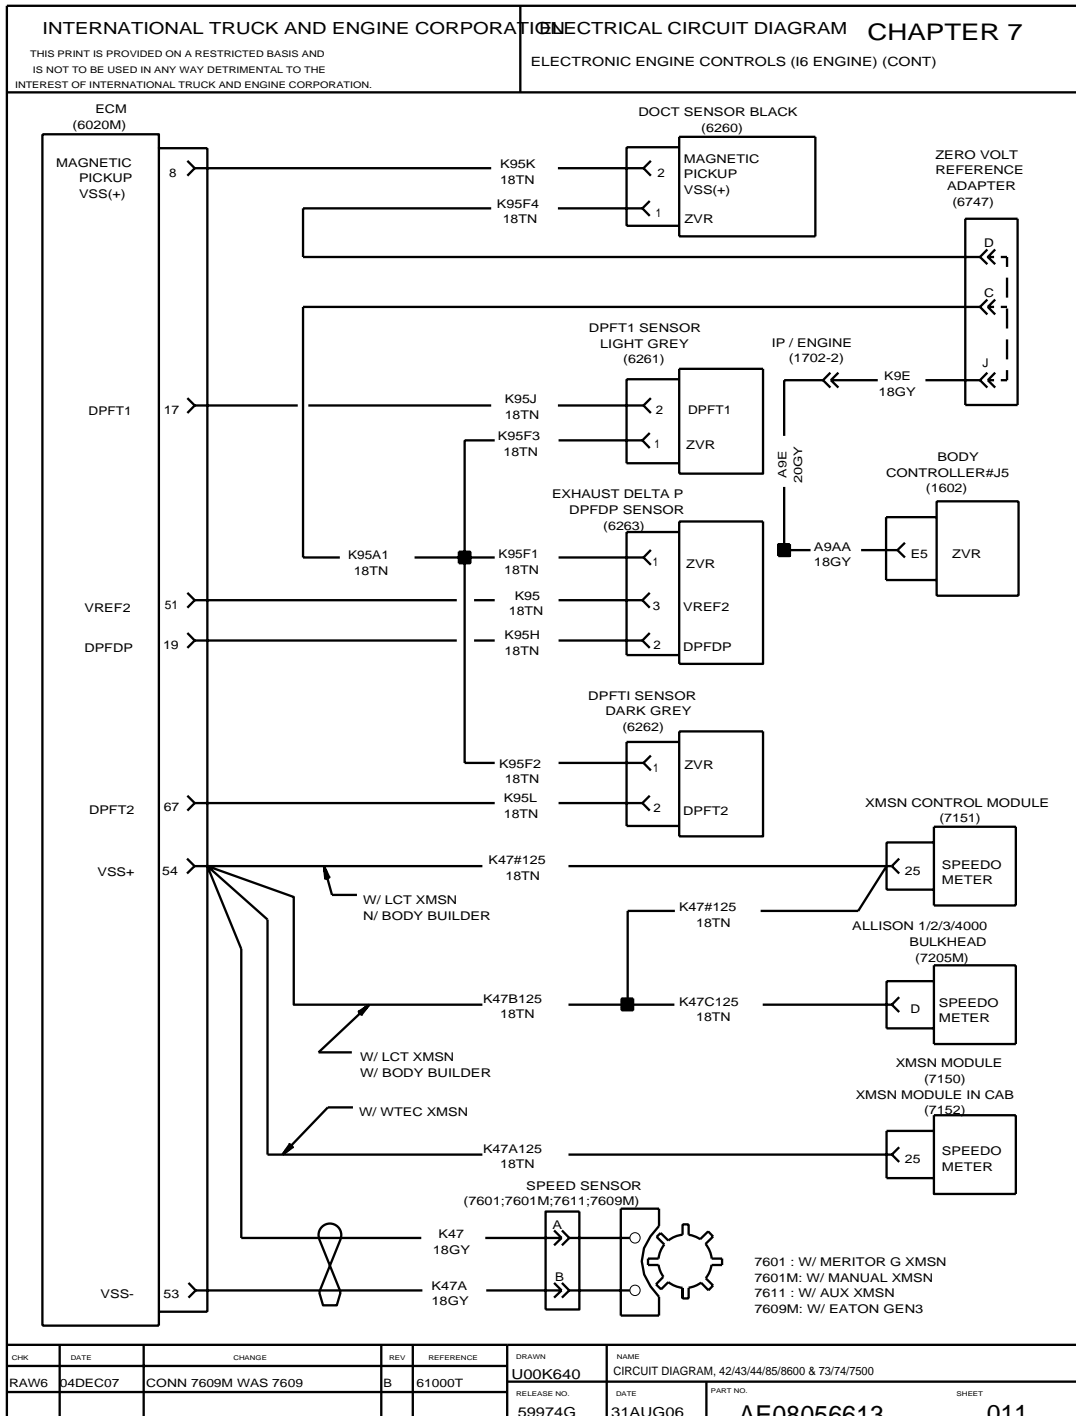 INTERNATIONAL TRUCK AND ENGINE CORPORATION
ELECTRICAL CIRCUIT DIAGRAM
CHAPTER 7
THIS PRINT IS PROVIDED ON A RESTRICTED BASIS AND
IS NOT TO BE USED IN ANY WAY DETRIMENTAL TO THE
INTEREST OF INTERNATIONAL TRUCK AND ENGINE CORPORATION.
ELECTRONIC ENGINE CONTROLS (I6 ENGINE) (CONT)
ECM
(6020M)
MAGNETIC
PICKUP
VSS(+)
8
K95K
18TN
K95F4
18TN
DOCT SENSOR BLACK
(6260)
2
MAGNETIC
PICKUP
VSS(+)
1
ZVR
ZERO VOLT
REFERENCE
ADAPTER
(6747)
D
C
J
DPFT1 SENSOR
LIGHT GREY
(6261)
IP / ENGINE
(1702-2)
K9E
18GY
DPFT1
17
K95J
18TN
2
DPFT1
K95F3
18TN
1
ZVR
A9E
20GY
BODY
CONTROLLER#J5
(1602)
EXHAUST DELTA P
DPFDP SENSOR
(6263)
K95A1
18TN
K95F1
18TN
1
ZVR
A9AA
18GY
E5
ZVR
VREF2
51
K95
18TN
3
VREF2
DPFDP
19
K95H
18TN
2
DPFDP
DPFTI SENSOR
DARK GREY
(6262)
K95F2
18TN
1
ZVR
DPFT2
67
K95L
18TN
2
DPFT2
XMSN CONTROL MODULE
(7151)
VSS+
54
K47#125
18TN
25
SPEEDO
METER
W/ LCT XMSN
N/ BODY BUILDER
K47#125
18TN
ALLISON 1/2/3/4000
BULKHEAD
(7205M)
K47B125
18TN
K47C125
18TN
D
SPEEDO
METER
W/ LCT XMSN
W/ BODY BUILDER
XMSN MODULE
(7150)
XMSN MODULE IN CAB
(7152)
W/ WTEC XMSN
K47A125
18TN
25
SPEEDO
METER
SPEED SENSOR
(7601;7601M;7611;7609M)
K47
18GY
A
VSS-
53
K47A
18GY
B
7601 : W/ MERITOR G XMSN
7601M: W/ MANUAL XMSN
7611 : W/ AUX XMSN
7609M: W/ EATON GEN3
CHK DATE CHANGE REV REFERENCE
RAW6 04DEC07 CONN 7609M WAS 7609 B 61000T
DRAWN
U00K640
NAME
CIRCUIT DIAGRAM, 42/43/44/85/8600 & 73/74/7500
RELEASE NO.
59974G
DATE
31AUG06
PART NO.
AE08056613
SHEET
011